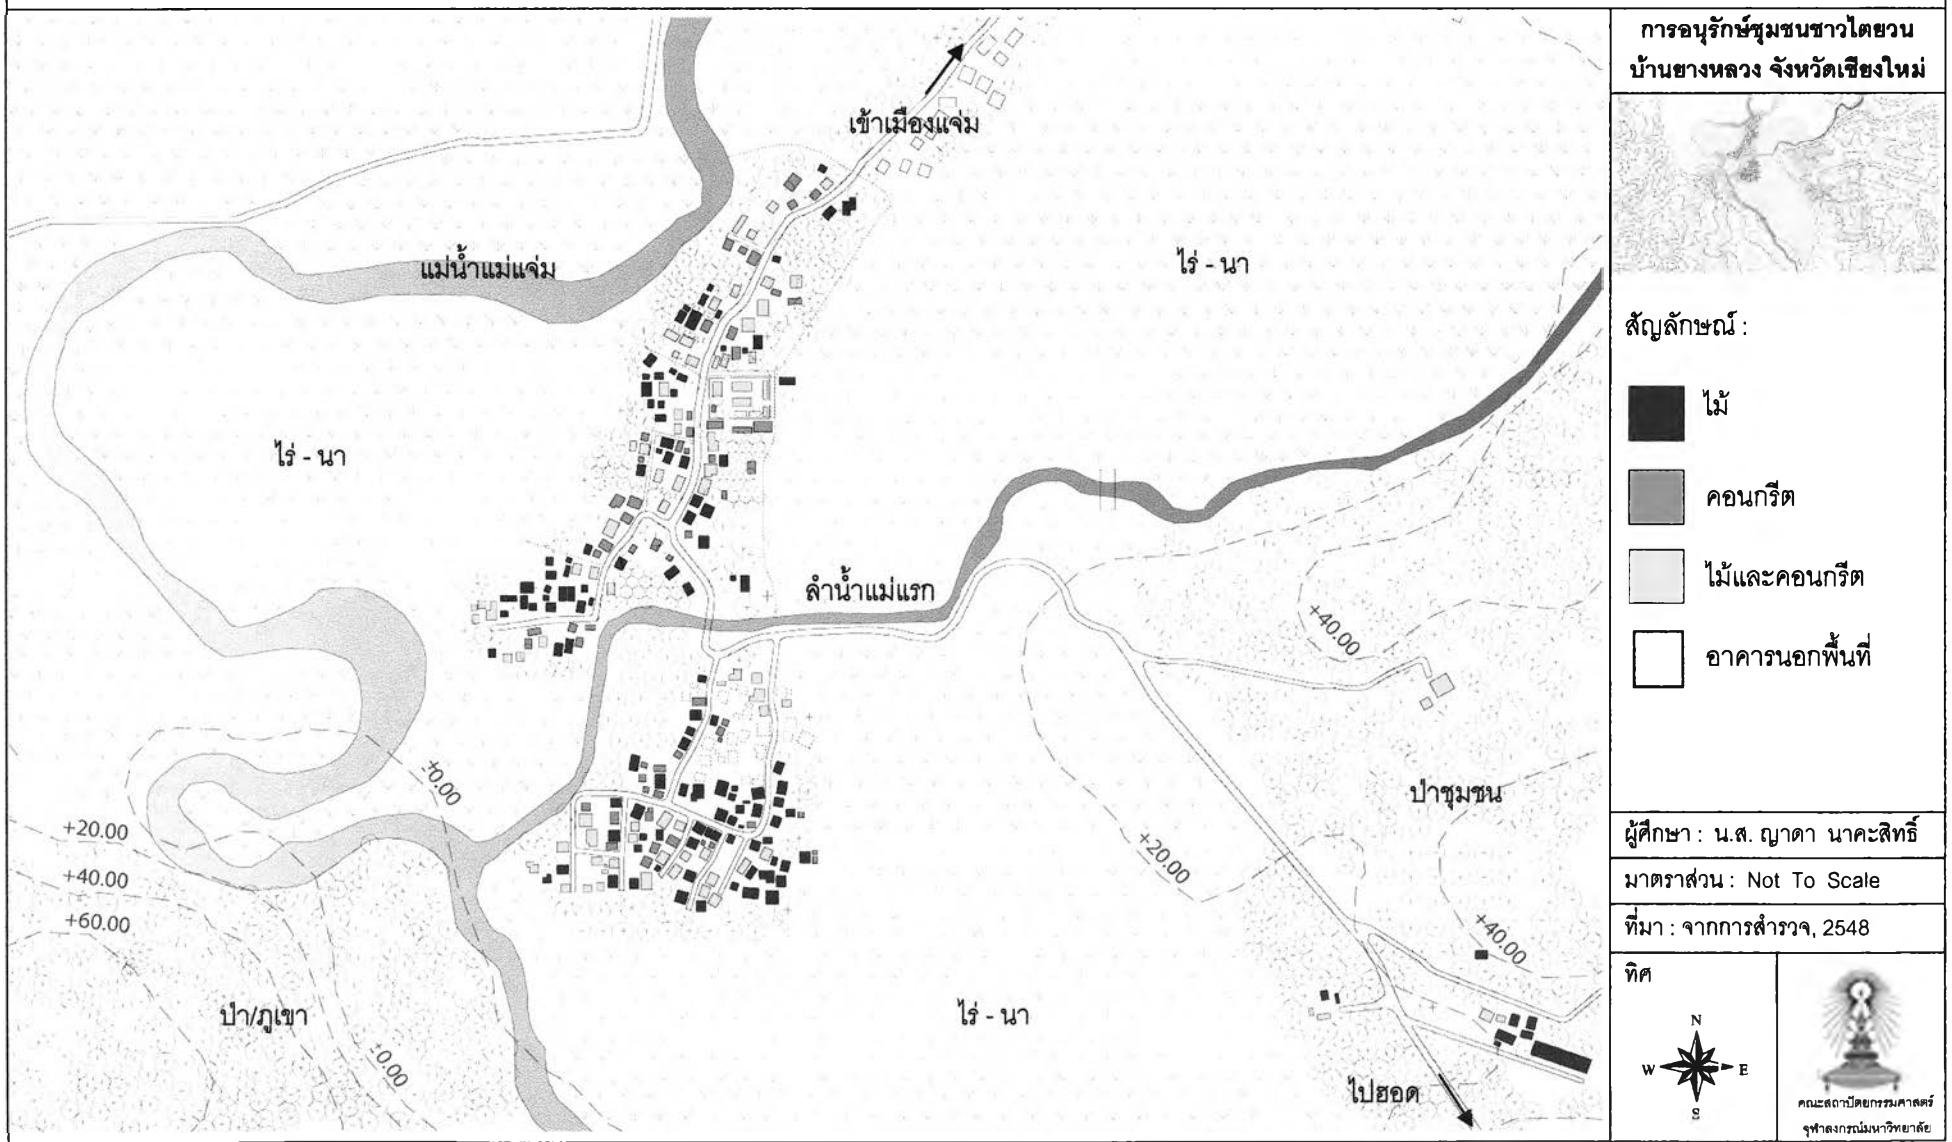 การอนุรักษ์ชุมชนชาวไตยวน
บ้านยางหลวง จังหวัดเชียงใหม่
เข้าเมืองแจ่ม
แม่น้ำแม่แจ่ม
ไร่ - นา
สัญลักษณ์ :
ไม้
ไร่ - นา
คอนกรีต
ไม้และคอนกรีต
ลำน้ำแม่แรก
+40.00
อาคารนอกพื้นที่
±0.00
ป่าชุมชน
+20.00
+20.00
ผู้ศึกษา : น.ส. ญาดา นาคะสิทธิ์
+40.00
มาตราส่วน : Not To Scale
+60.00
+40.00
ที่มา : จากการสำรวจ, 2548
ทิศ
ป่า/ภูเขา
ไร่ - นา
±0.00
N
W E
S
ไปฮอด
คณะสถาปัตยกรรมศาสตร์
จุฬาลงกรณ์มหาวิทยาลัย